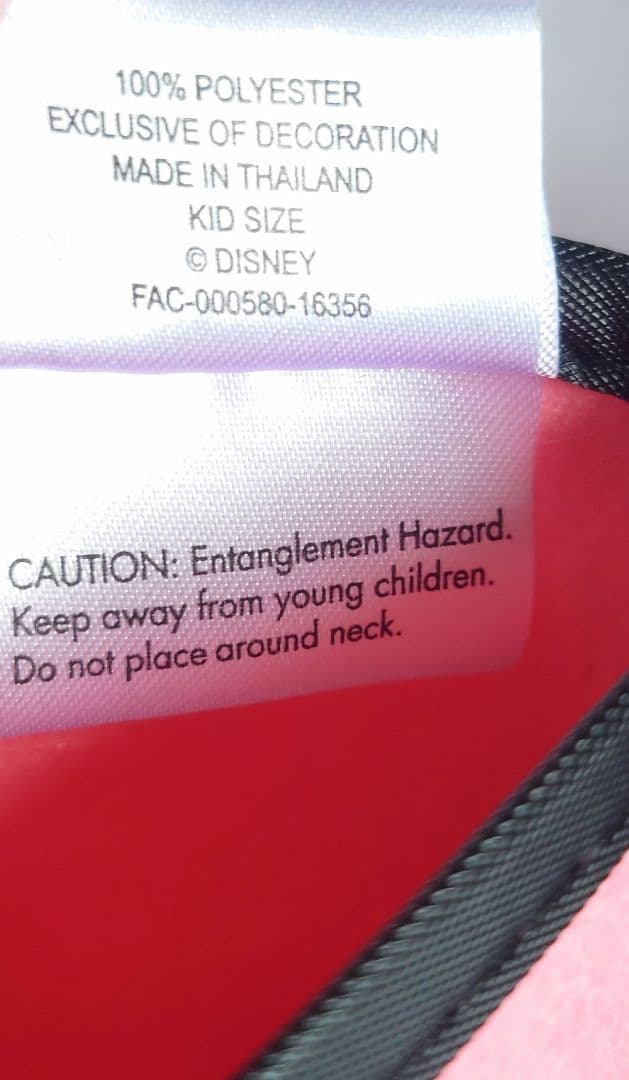 100% POLYESTER
EXCLUSIVE OF DECORATION
MADE IN THAILAND
KID SIZE
© DISNEY
FAC-000580-16356
CAUTION: Entanglement Hazard.
Keep away from young children.
Do not place around neck.